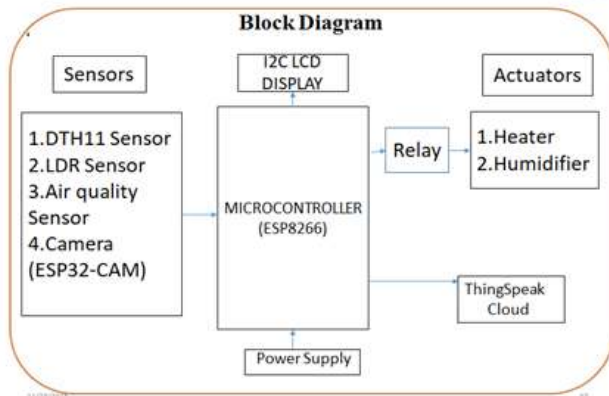 Block Diagram
Sensors
I2C LCD
DISPLAY
Actuators
1.DTH11 Sensor
2.LDR Sensor
3.Air quality
Sensor
4.Camera
(ESP32-CAM)
MICROCONTROLLER
(ESP8266)
Relay
1.Heater
2.Humidifier
ThingSpeak
Cloud
Power Supply